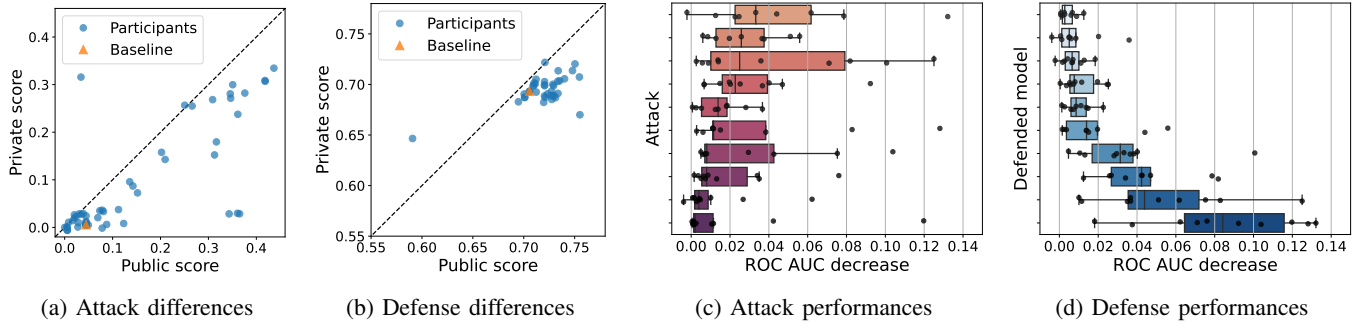 Participants
Baseline
Private score
0.4
0.3
0.2
0.1
0.0
0.0 0.1 0.2 0.3 0.4
Public score
(a) Attack differences
Participants
Baseline
Private score
0.75
0.70
0.65
0.60
0.55
0.55 0.60 0.65 0.70 0.75
Public score
(b) Defense differences
Attack
0.00 0.02 0.04 0.06 0.08 0.10 0.12 0.14
ROC AUC decrease
(c) Attack performances
Defended model
0.00 0.02 0.04 0.06 0.08 0.10 0.12 0.14
ROC AUC decrease
(d) Defense performances